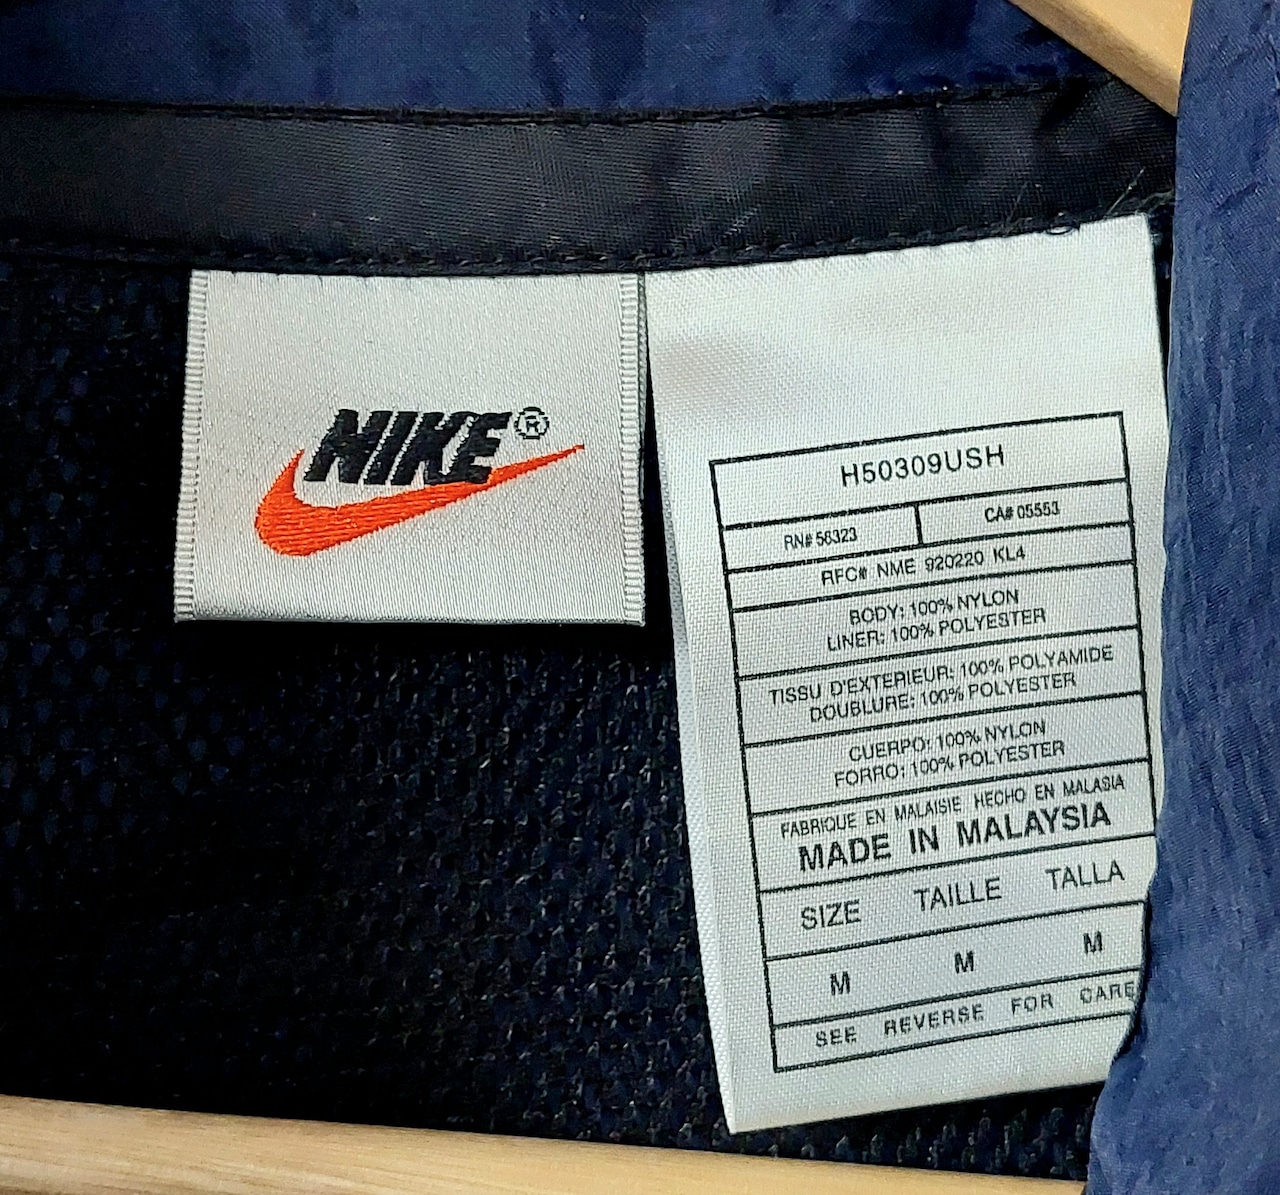 NIKE®
H50309USH
RN# 56323
CA# 05553
RFC# NME 920220 KL4
BODY: 100% NYLON
LINER: 100% POLYESTER
TISSU D'EXTERIEUR: 100% POLYAMIDE
DOUBLURE: 100% POLYESTER
CUERPO: 100% NYLON
FORRO: 100% POLYESTER
FABRIQUE EN MALAISIE HECHO EN MALASIA
MADE IN MALAYSIA
SIZE TAILLE TALLA
M M M
SEE REVERSE FOR CARE